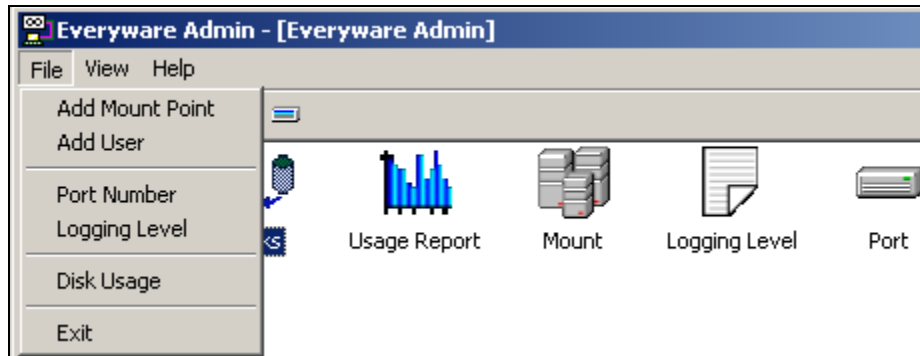 Everyware Admin - [Everyware Admin]
File View Help
Add Mount Point
Add User
Port Number
Logging Level
Disk Usage
Exit
Usage Report Mount Logging Level Port